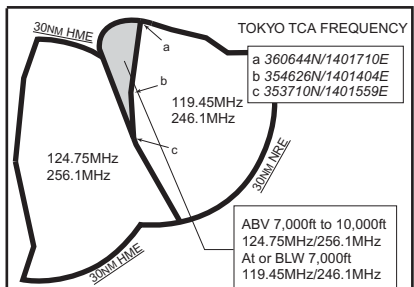 30NM HME
TOKYO TCA FREQUENCY
a
a 360644N/1401710E
b 354626N/1401404E
c 353710N/1401559E
b
119.45MHz
246.1MHz
c
124.75MHz
256.1MHz
30NM NRE
ABV 7,000ft to 10,000ft
124.75MHz/256.1MHz
At or BLW 7,000ft
119.45MHz/246.1MHz
30NM HME